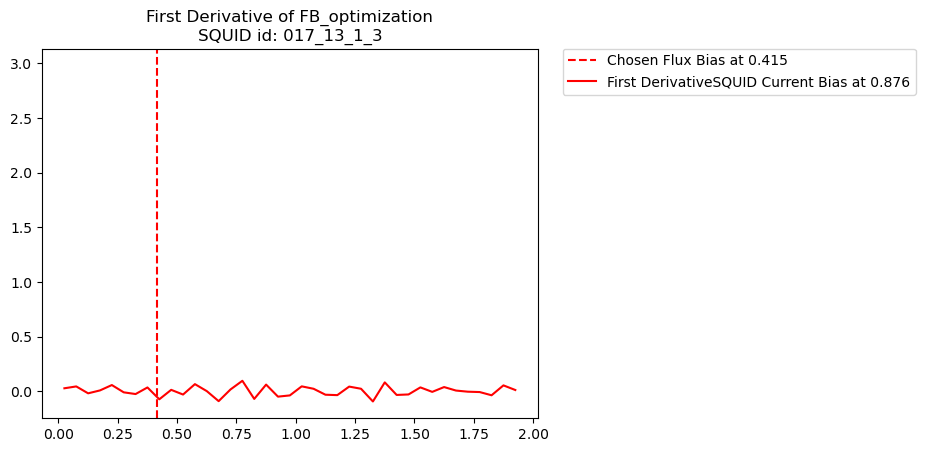 First Derivative of FB_optimization
SQUID id: 017_13_1_3
Chosen Flux Bias at 0.415
First DerivativeSQUID Current Bias at 0.876
3.0
2.5
2.0
1.5
1.0
0.5
0.0
0.00 0.25 0.50 0.75 1.00 1.25 1.50 1.75 2.00